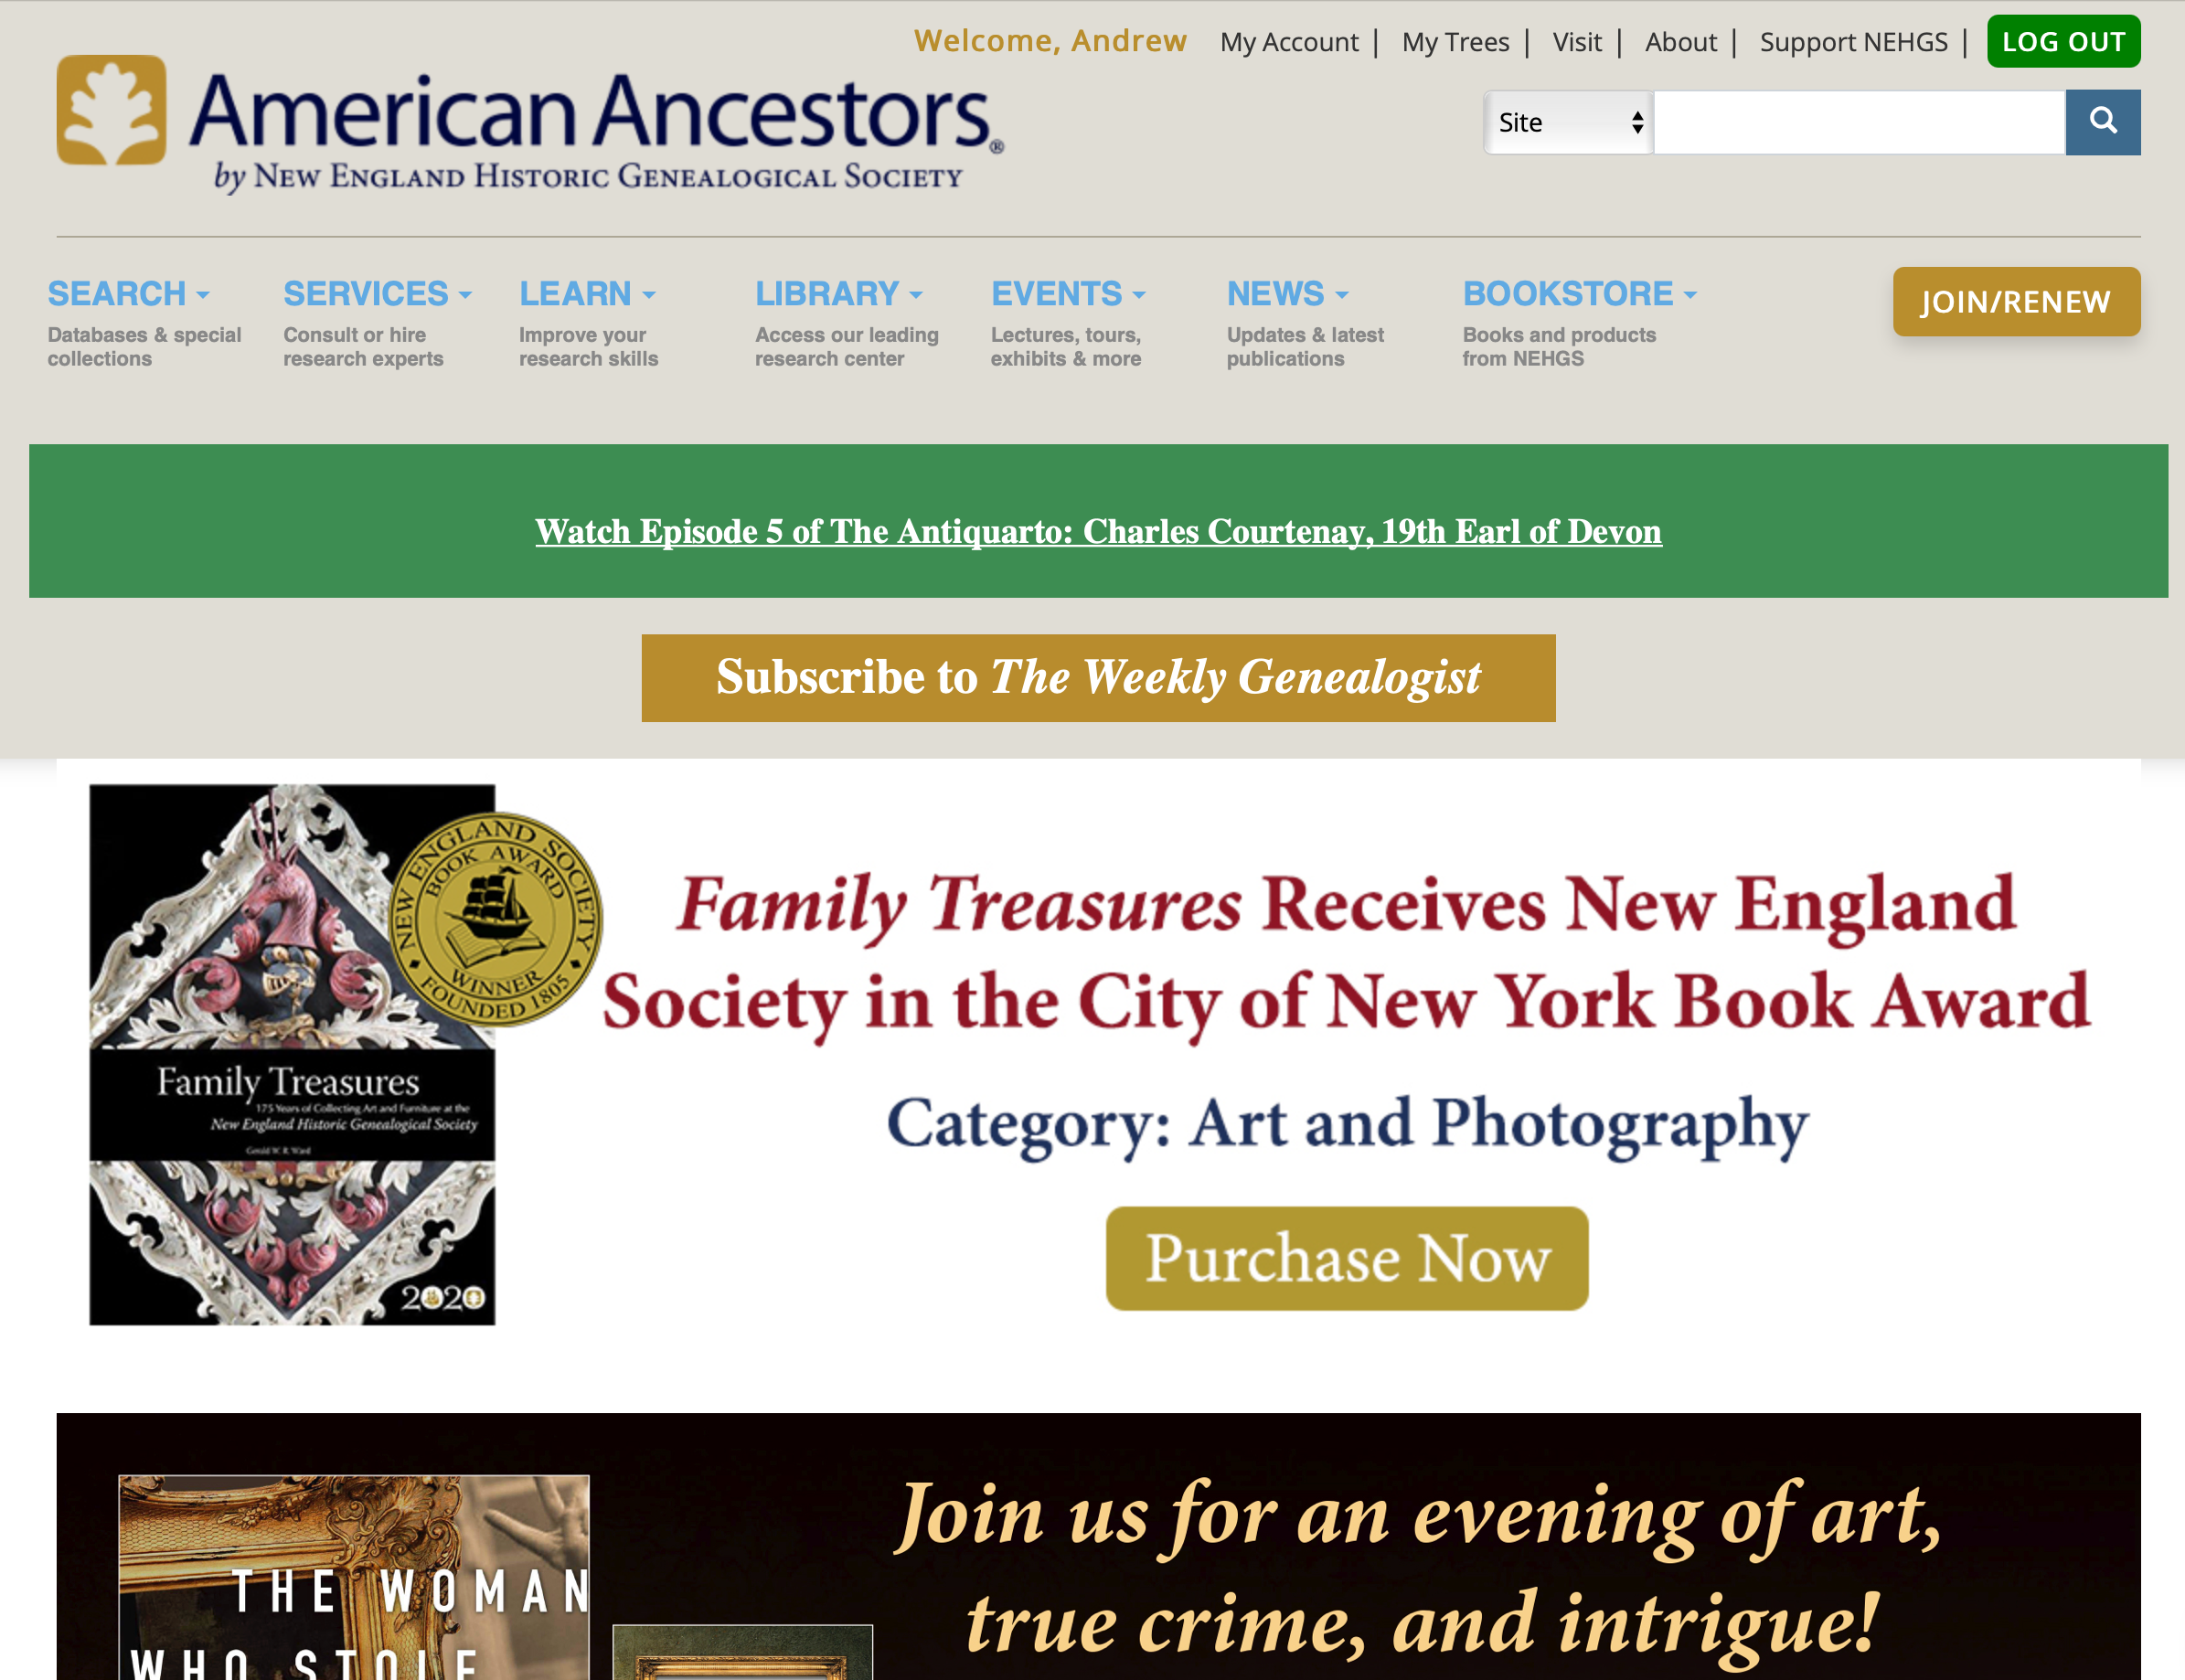 Welcome, Andrew My Account | My Trees | Visit | About | Support NEHGS | LOG OUT
American Ancestors®
by NEW ENGLAND HISTORIC GENEALOGICAL SOCIETY
Site
SEARCH
Databases & special
collections
SERVICES
Consult or hire
research experts
LEARN
Improve your
research skills
LIBRARY
Access our leading
research center
EVENTS
Lectures, tours,
exhibits & more
NEWS
Updates & latest
publications
BOOKSTORE
Books and products
from NEHGS
JOIN/RENEW
Watch Episode 5 of The Antiquarto: Charles Courtenay, 19th Earl of Devon
Subscribe to The Weekly Genealogist
NEW ENGLAND SOCIETY
BOOK AWARD
WINNER
FOUNDED 1805
Family Treasures
175 Years of Collecting Art and Furniture at the
New England Historic Genealogical Society
Gerald W. R. Ward
2020
Family Treasures Receives New England
Society in the City of New York Book Award
Category: Art and Photography
Purchase Now
THE WOMAN
WHO STOLE
Join us for an evening of art,
true crime, and intrigue!